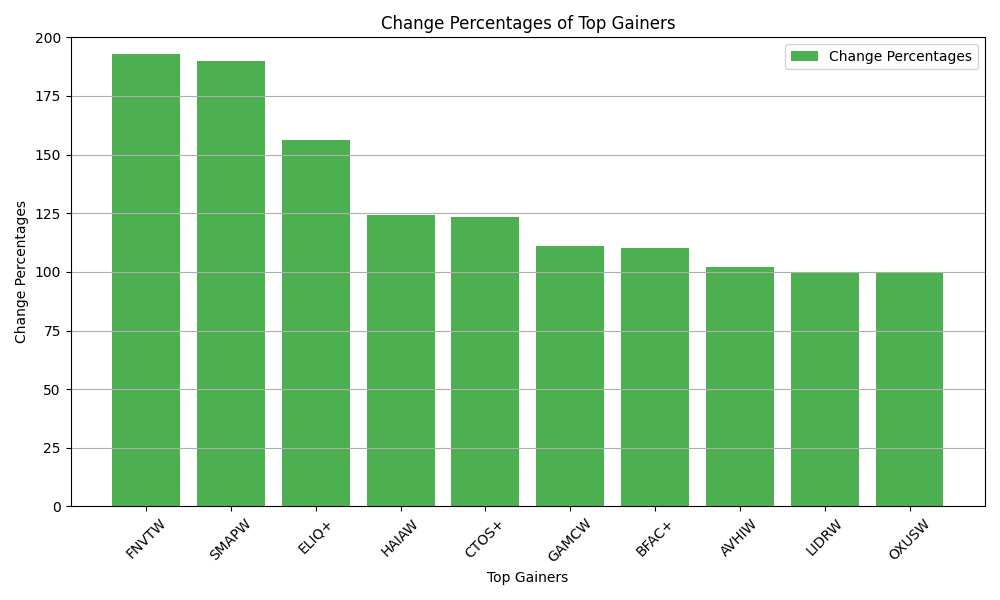 Change Percentages of Top Gainers
Change Percentages
200
175
150
125
100
75
50
25
0
Change Percentages
FNVTW
SMAPW
ELIQ+
HAIAW
CTOS+
GAMCW
BFAC+
AVHIW
LIDRW
OXUSW
Top Gainers